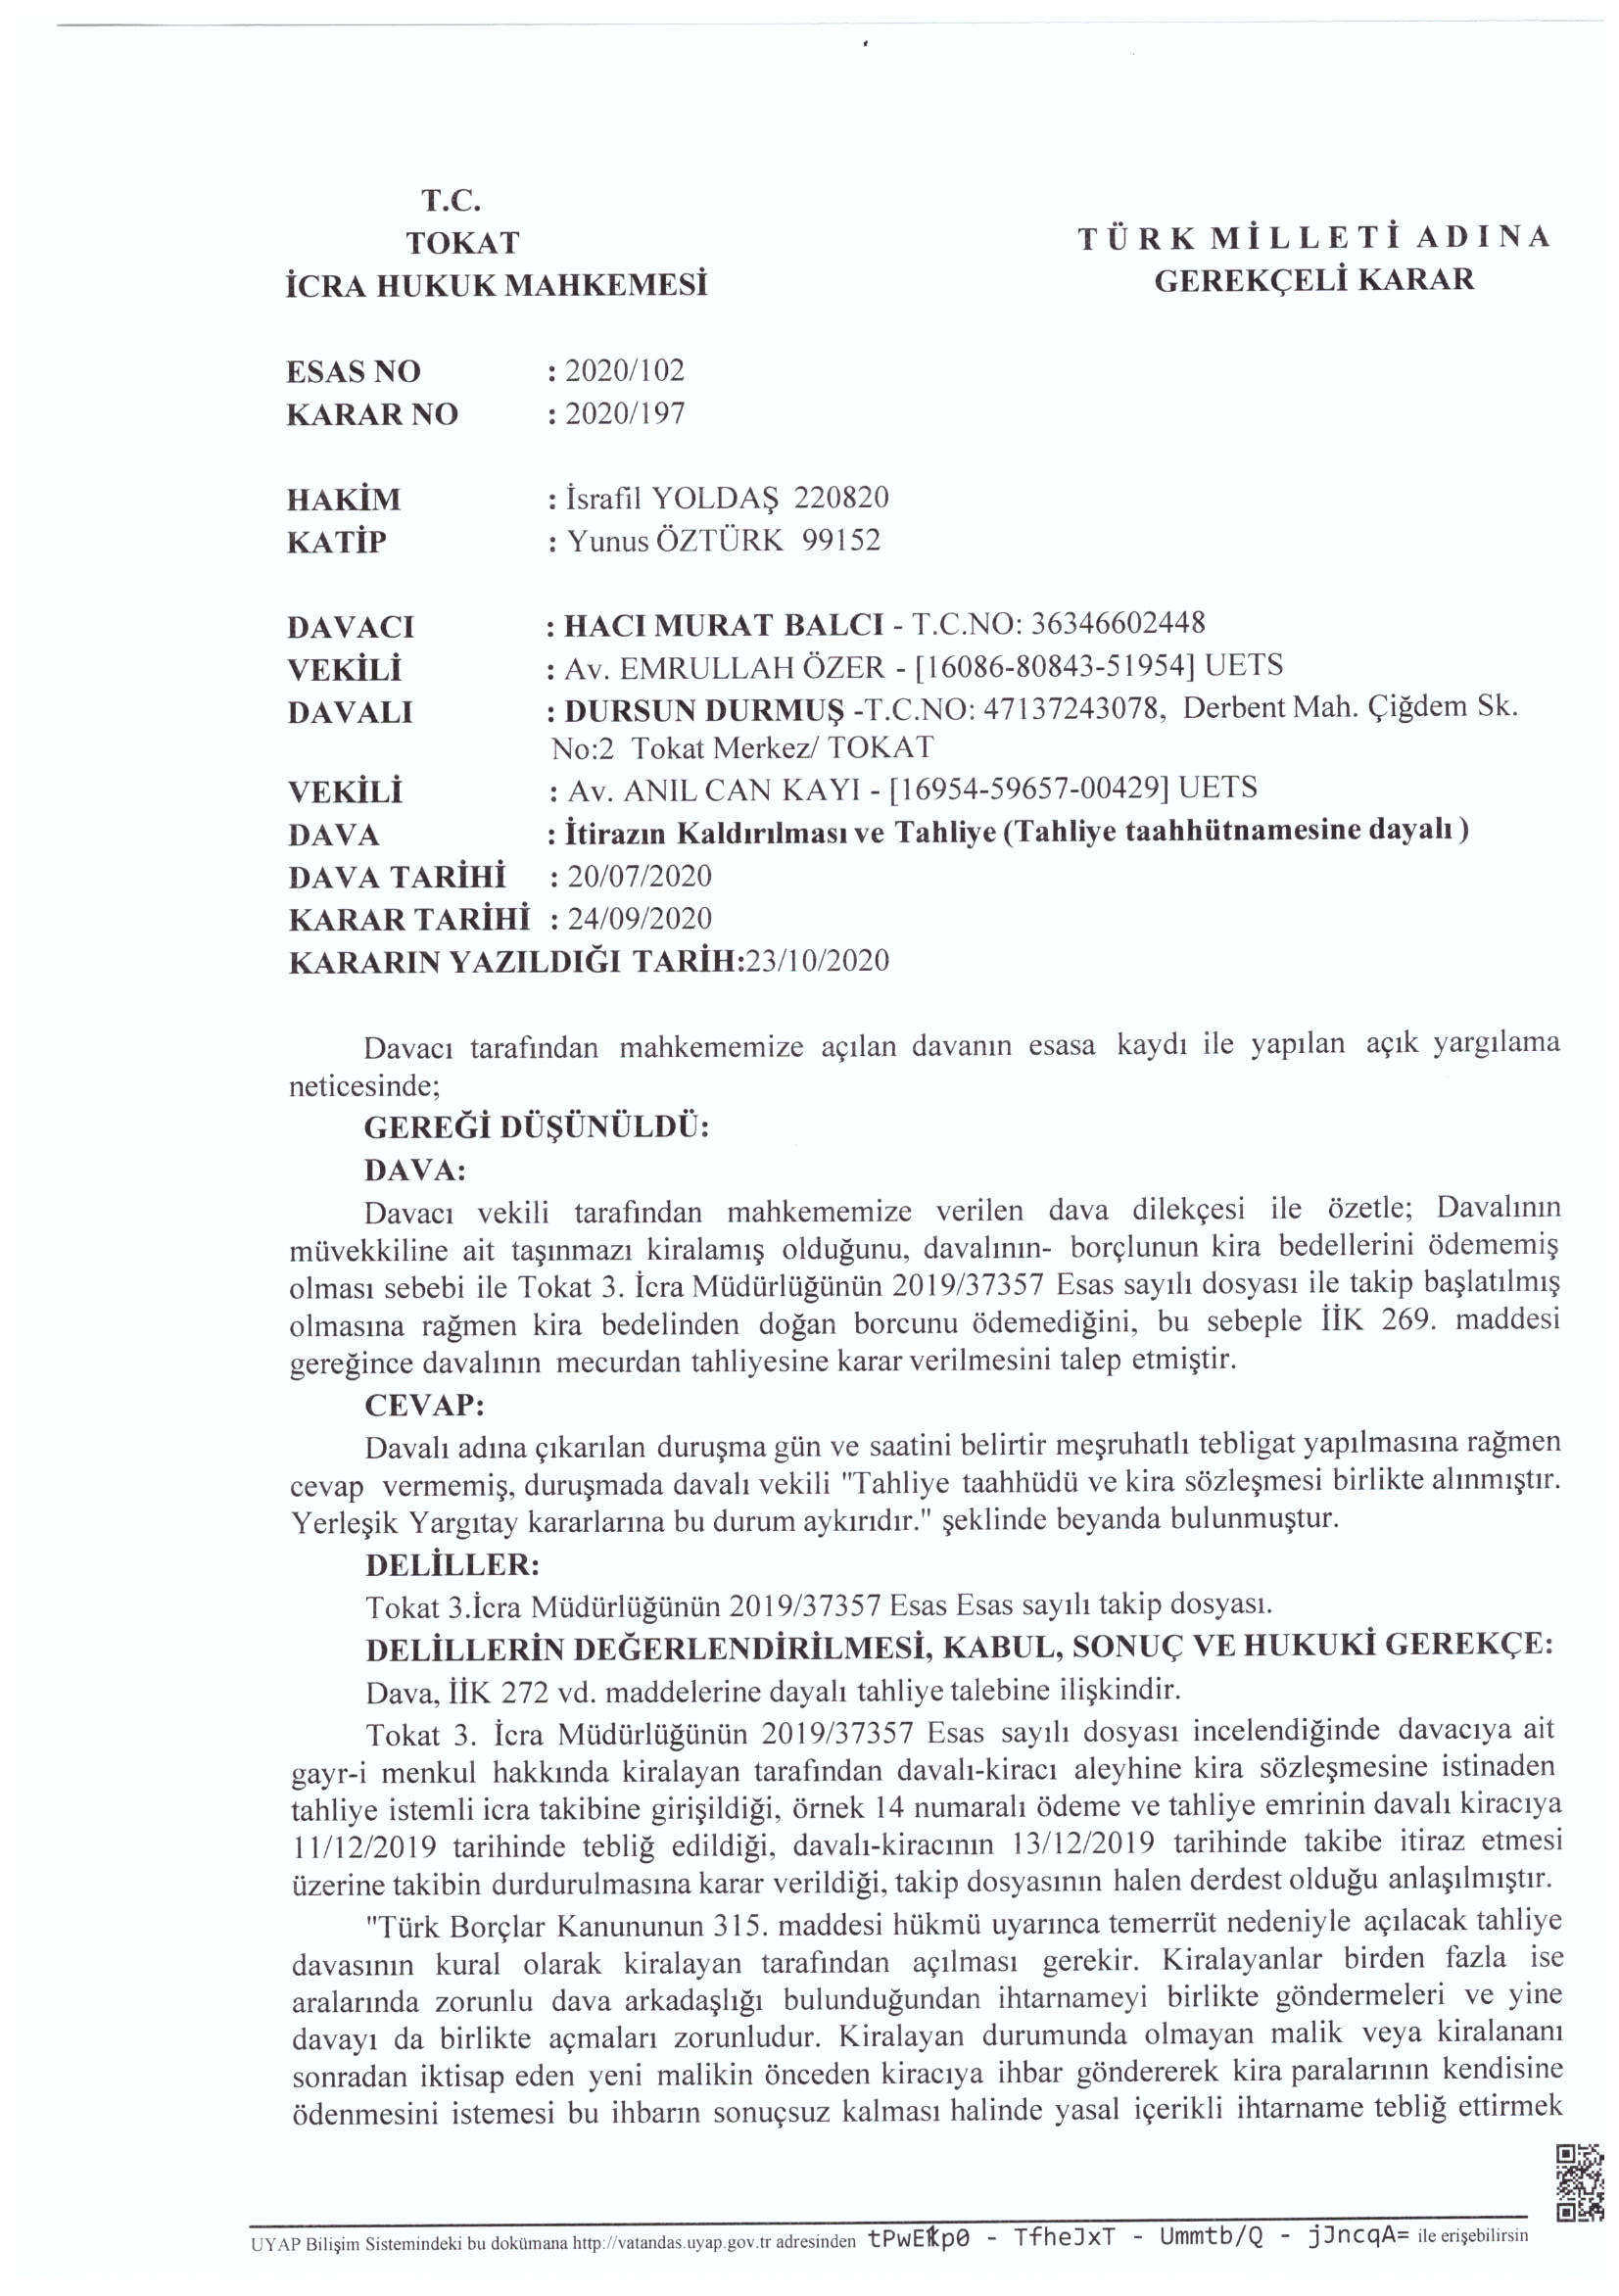 T.C.
TOKAT
İCRA HUKUK MAHKEMESİ
TÜRK MİLLETİ ADINA
GEREKÇELİ KARAR
ESAS NO : 2020/102
KARAR NO : 2020/197
HAKİM : İsrafil YOLDAŞ 220820
KATİP : Yunus ÖZTÜRK 99152
DAVACI : HACI MURAT BALCI - T.C.NO: 36346602448
VEKİLİ : Av. EMRULLAH ÖZER - [16086-80843-51954] UETS
DAVALI : DURSUN DURMUŞ -T.C.NO: 47137243078, Derbent Mah. Çiğdem Sk.
No:2 Tokat Merkez/ TOKAT
VEKİLİ : Av. ANIL CAN KAYI - [16954-59657-00429] UETS
DAVA : İtirazın Kaldırılması ve Tahliye (Tahliye taahhütnamesine dayalı )
DAVA TARİHİ : 20/07/2020
KARAR TARİHİ : 24/09/2020
KARARIN YAZILDIĞI TARİH:23/10/2020
Davacı tarafından mahkememize açılan davanın esasa kaydı ile yapılan açık yargılama
neticesinde;
GEREĞİ DÜŞÜNÜLDÜ:
DAVA:
Davacı vekili tarafından mahkememize verilen dava dilekçesi ile özetle; Davalının
müvekkiline ait taşınmazı kiralamış olduğunu, davalının- borçlunun kira bedellerini ödememiş
olması sebebi ile Tokat 3. İcra Müdürlüğünün 2019/37357 Esas sayılı dosyası ile takip başlatılmış
olmasına rağmen kira bedelinden doğan borcunu ödemediğini, bu sebeple İİK 269. maddesi
gereğince davalının mecurdan tahliyesine karar verilmesini talep etmiştir.
CEVAP:
Davalı adına çıkarılan duruşma gün ve saatini belirtir meşruhatlı tebligat yapılmasına rağmen
cevap vermemiş, duruşmada davalı vekili "Tahliye taahhüdü ve kira sözleşmesi birlikte alınmıştır.
Yerleşik Yargıtay kararlarına bu durum aykırıdır." şeklinde beyanda bulunmuştur.
DELİLLER:
Tokat 3.İcra Müdürlüğünün 2019/37357 Esas Esas sayılı takip dosyası.
DELİLLERİN DEĞERLENDİRİLMESİ, KABUL, SONUÇ VE HUKUKİ GEREKÇE:
Dava, İİK 272 vd. maddelerine dayalı tahliye talebine ilişkindir.
Tokat 3. İcra Müdürlüğünün 2019/37357 Esas sayılı dosyası incelendiğinde davacıya ait
gayr-i menkul hakkında kiralayan tarafından davalı-kiracı aleyhine kira sözleşmesine istinaden
tahliye istemli icra takibine girişildiği, örnek 14 numaralı ödeme ve tahliye emrinin davalı kiracıya
11/12/2019 tarihinde tebliğ edildiği, davalı-kiracının 13/12/2019 tarihinde takibe itiraz etmesi
üzerine takibin durdurulmasına karar verildiği, takip dosyasının halen derdest olduğu anlaşılmıştır.
"Türk Borçlar Kanununun 315. maddesi hükmü uyarınca temerrüt nedeniyle açılacak tahliye
davasının kural olarak kiralayan tarafından açılması gerekir. Kiralayanlar birden fazla ise
aralarında zorunlu dava arkadaşlığı bulunduğundan ihtarnameyi birlikte göndermeleri ve yine
davayı da birlikte açmaları zorunludur. Kiralayan durumunda olmayan malik veya kiralananı
sonradan iktisap eden yeni malikin önceden kiracıya ihbar göndererek kira paralarının kendisine
ödenmesini istemesi bu ihbarın sonuçsuz kalması halinde yasal içerikli ihtarname tebliğ ettirmek
UYAP Bilişim Sistemindeki bu dokümana http://vatandas.uyap.gov.tr adresinden - TfheJxT - Ummtb/Q - jJncqA= ile erişebilirsin